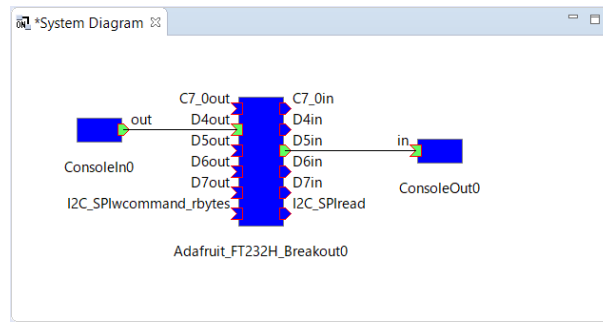 *System Diagram
C7_0out
C7_0in
out
D4out
D4in
D5out
D5in
in
D6out
D6in
ConsoleIn0
D7out
D7in
ConsoleOut0
I2C_SPIwcommand_rbytes
I2C_SPIread
Adafruit_FT232H_Breakout0